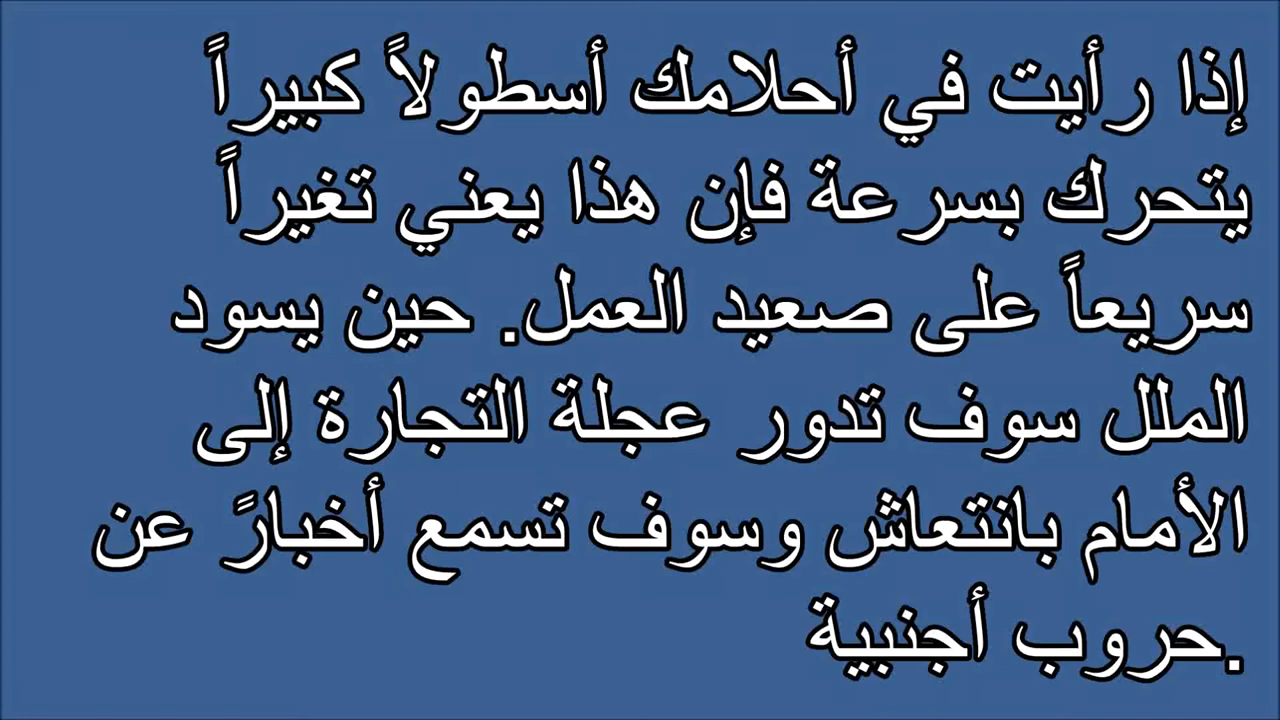 إذا رأيت في أحلامك أسطولاً كبيراً
يتحرك بسرعة فإن هذا يعني تغيراً
سريعاً على صعيد العمل. حين يسود
الملل سوف تدور عجلة التجارة إلى
الأمام بانتعاش وسوف تسمع أخبارً عن
حروب أجنبية.